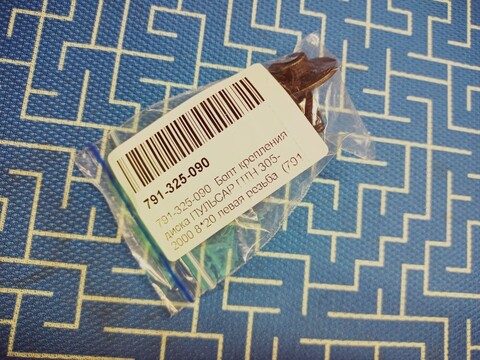 791-325-090
791-325-090 Болт крепления
диска ПУЛЬСАР ПТН 305-
2000 8*20 левая резьба (791